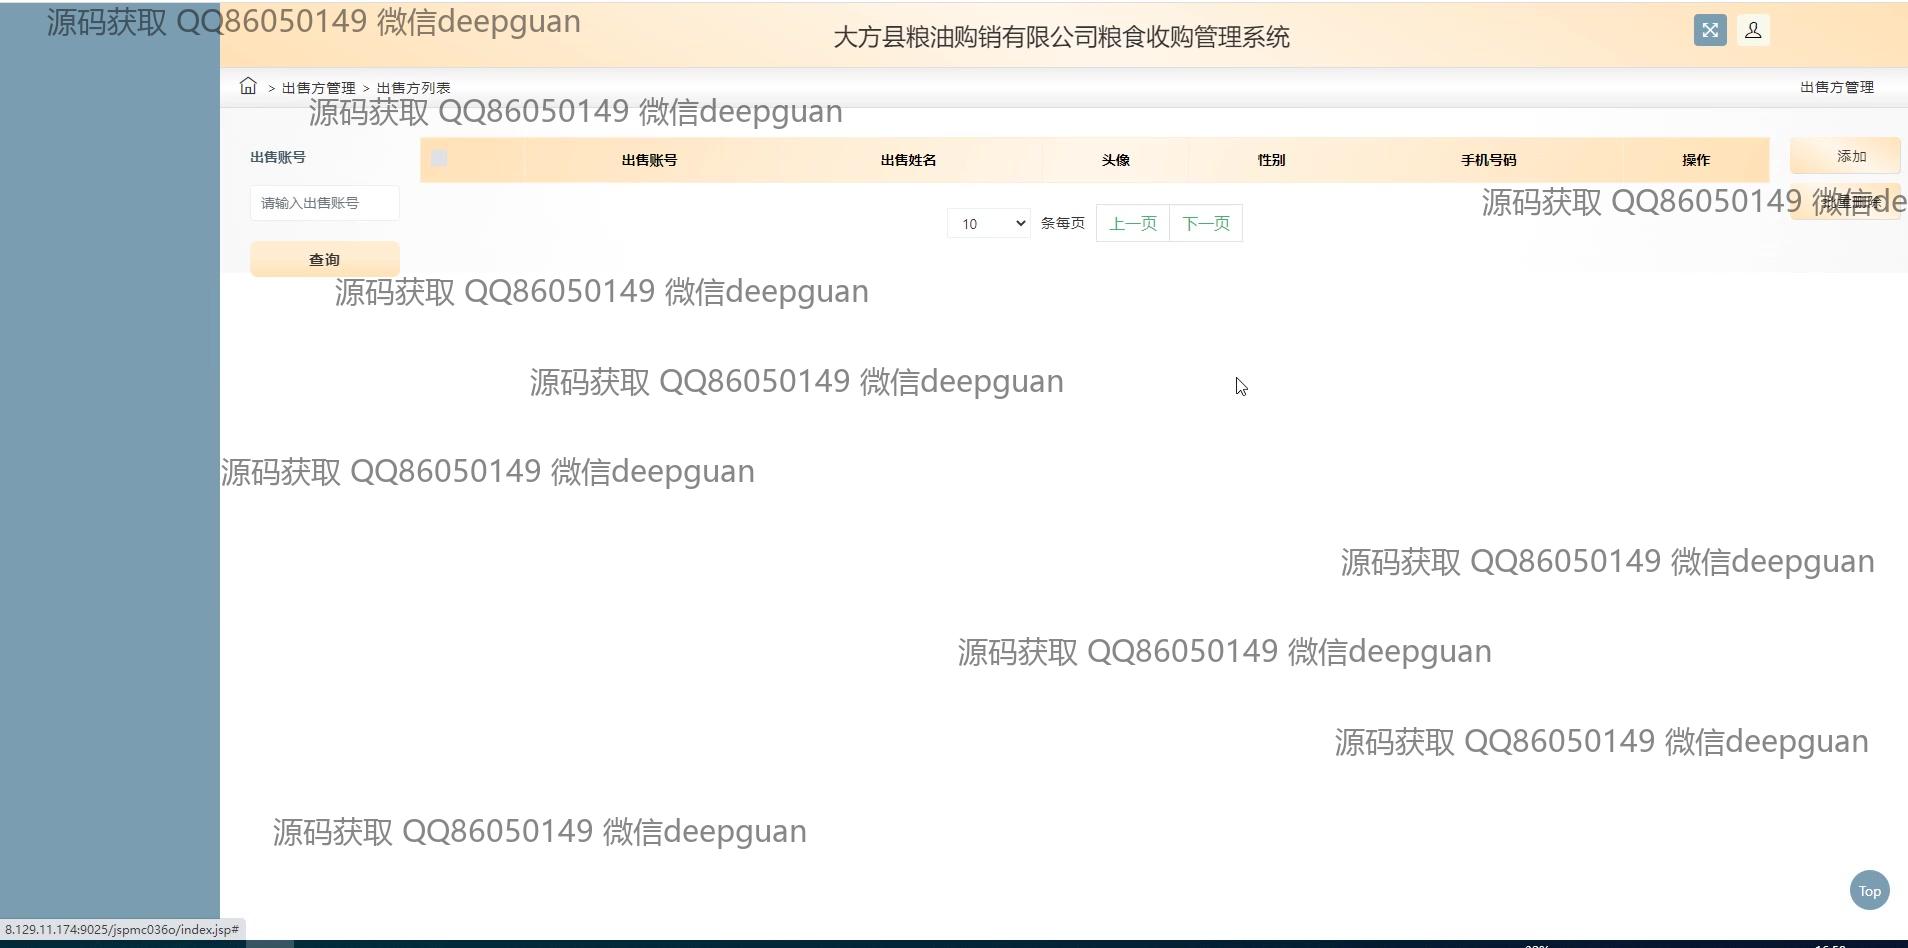 源码获取 QQ86050149 微信deepguan
大方县粮油购销有限公司粮食收购管理系统
> 出售方管理 > 出售方列表
出售方管理
源码获取 QQ86050149 微信deepguan
出售账号
出售账号 出售姓名 头像 性别 手机号码 操作
添加
请输入出售账号
源码获取 QQ86050149 微信de
批量删除
10 条每页 上一页 下一页
查询
源码获取 QQ86050149 微信deepguan
源码获取 QQ86050149 微信deepguan
源码获取 QQ86050149 微信deepguan
源码获取 QQ86050149 微信deepguan
源码获取 QQ86050149 微信deepguan
源码获取 QQ86050149 微信deepguan
源码获取 QQ86050149 微信deepguan
Top
8.129.11.174:9025/jspmc036o/index.jsp#